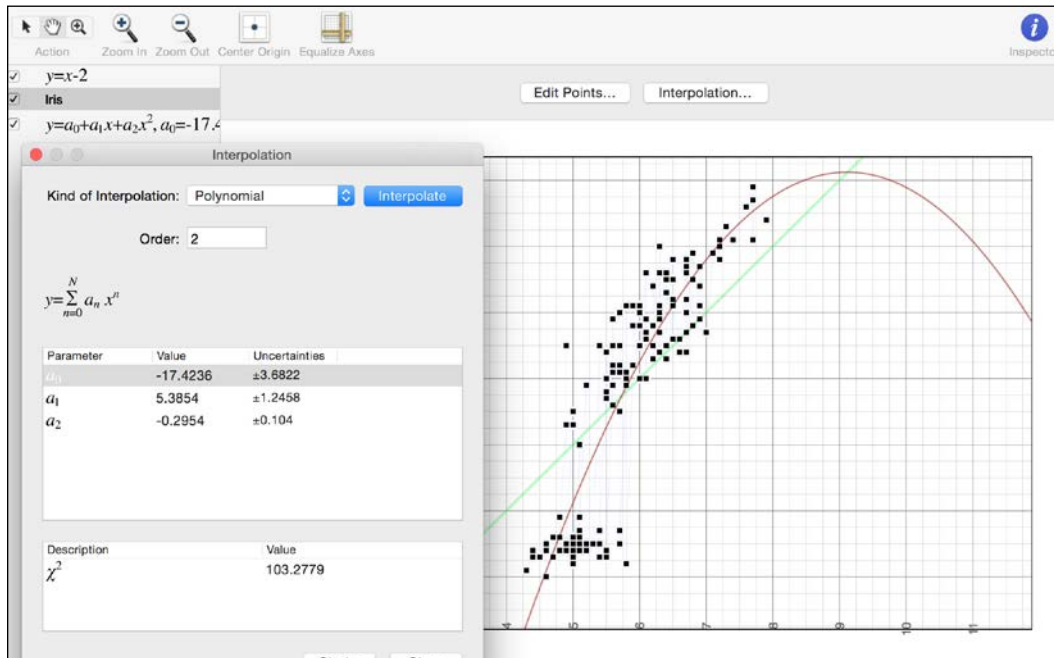 Action
Zoom In
Zoom Out
Center Origin
Equalize Axes
Inspecto
y=x-2
Iris
y=a₀+a₁x+a₂x², a₀=-17.4
Edit Points...
Interpolation...
Interpolation
Kind of Interpolation: Polynomial
Interpolate
Order: 2
y=∑ aₙ xⁿ
N
n=0
Parameter Value Uncertainties
a₀ -17.4236 ±3.6822
a₁ 5.3854 ±1.2458
a₂ -0.2954 ±0.104
Description Value
χ² 103.2779
4 5 6 7 8 9 10 11